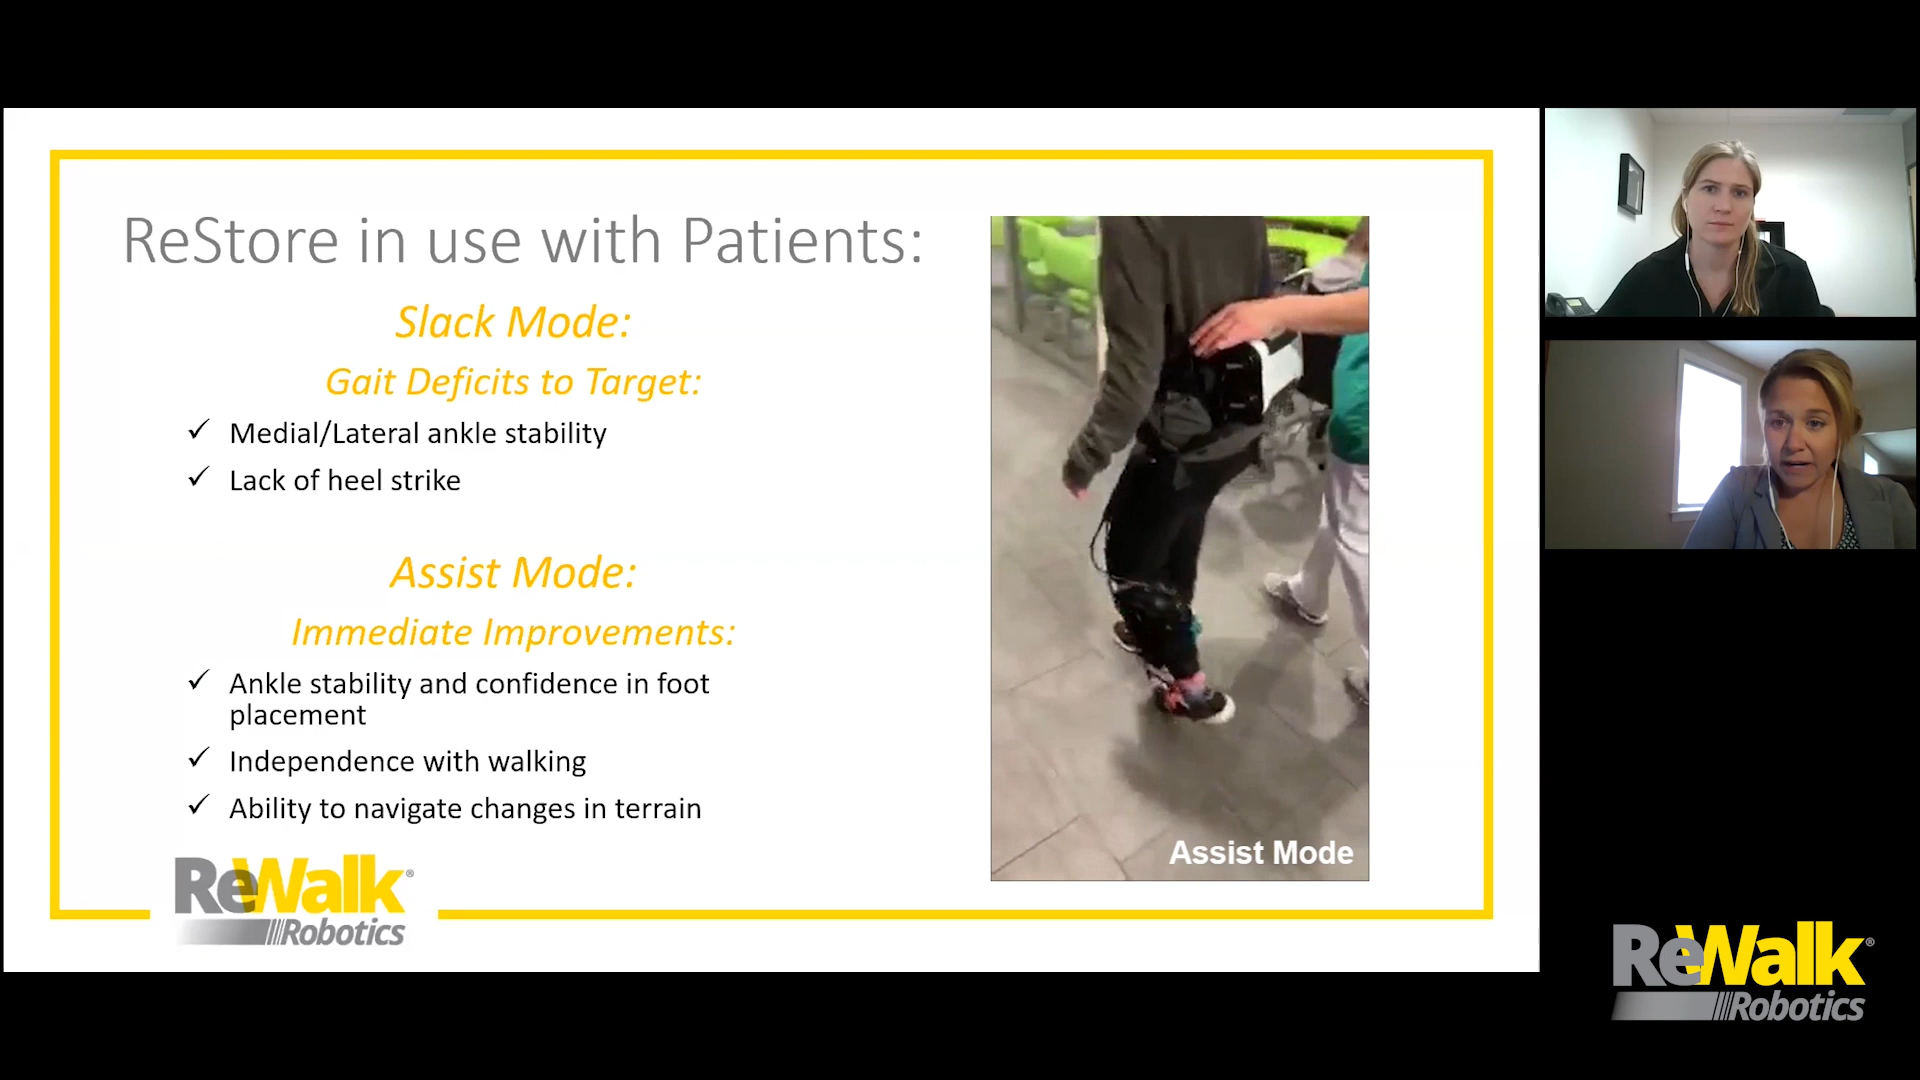 ReStore in use with Patients:
Slack Mode:
Gait Deficits to Target:
✓ Medial/Lateral ankle stability
✓ Lack of heel strike
Assist Mode:
Immediate Improvements:
✓ Ankle stability and confidence in foot
placement
✓ Independence with walking
✓ Ability to navigate changes in terrain
Assist Mode
ReWalk®
Robotics
ReWalk®
Robotics